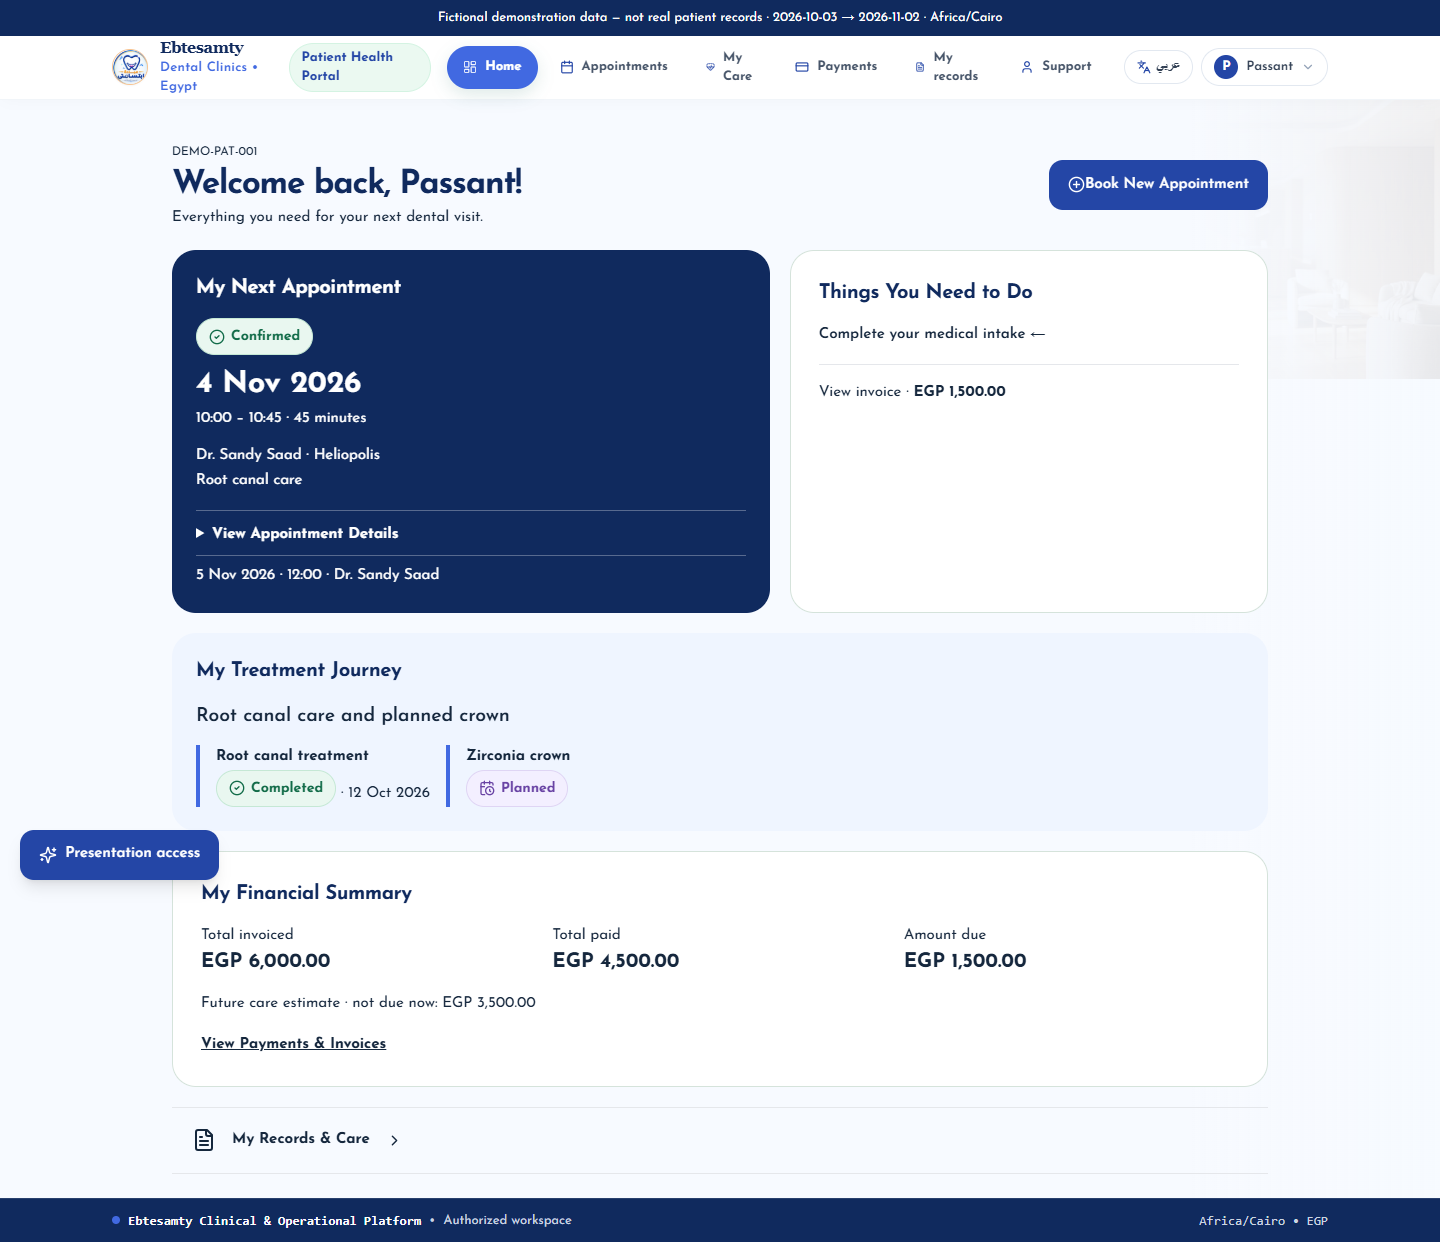 Fictional demonstration data — not real patient records · 2026-10-03 → 2026-11-02 · Africa/Cairo
Ebtesamty
Dental Clinics •
Egypt
Patient Health
Portal
Home
Appointments
My
Care
Payments
My
records
Support
عربي
P
Passant
DEMO-PAT-001
Welcome back, Passant!
Everything you need for your next dental visit.
Book New Appointment
My Next Appointment
Confirmed
4 Nov 2026
10:00 – 10:45 · 45 minutes
Dr. Sandy Saad · Heliopolis
Root canal care
View Appointment Details
5 Nov 2026 · 12:00 · Dr. Sandy Saad
Things You Need to Do
Complete your medical intake ←
View invoice · EGP 1,500.00
My Treatment Journey
Root canal care and planned crown
Root canal treatment
Completed · 12 Oct 2026
Zirconia crown
Planned
Presentation access
My Financial Summary
Total invoiced
EGP 6,000.00
Total paid
EGP 4,500.00
Amount due
EGP 1,500.00
Future care estimate · not due now: EGP 3,500.00
View Payments & Invoices
My Records & Care
Ebtesamty Clinical & Operational Platform • Authorized workspace
Africa/Cairo • EGP